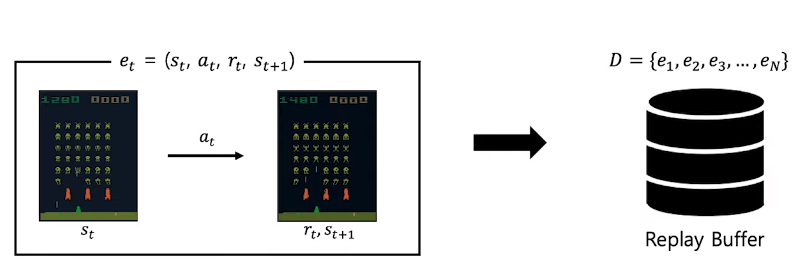 e_t = (s_t, a_t, r_t, s_{t+1})
D = {e_1, e_2, e_3, ..., e_N}
1280 0000
a_t
1480 0000
s_t
r_t, s_{t+1}
Replay Buffer